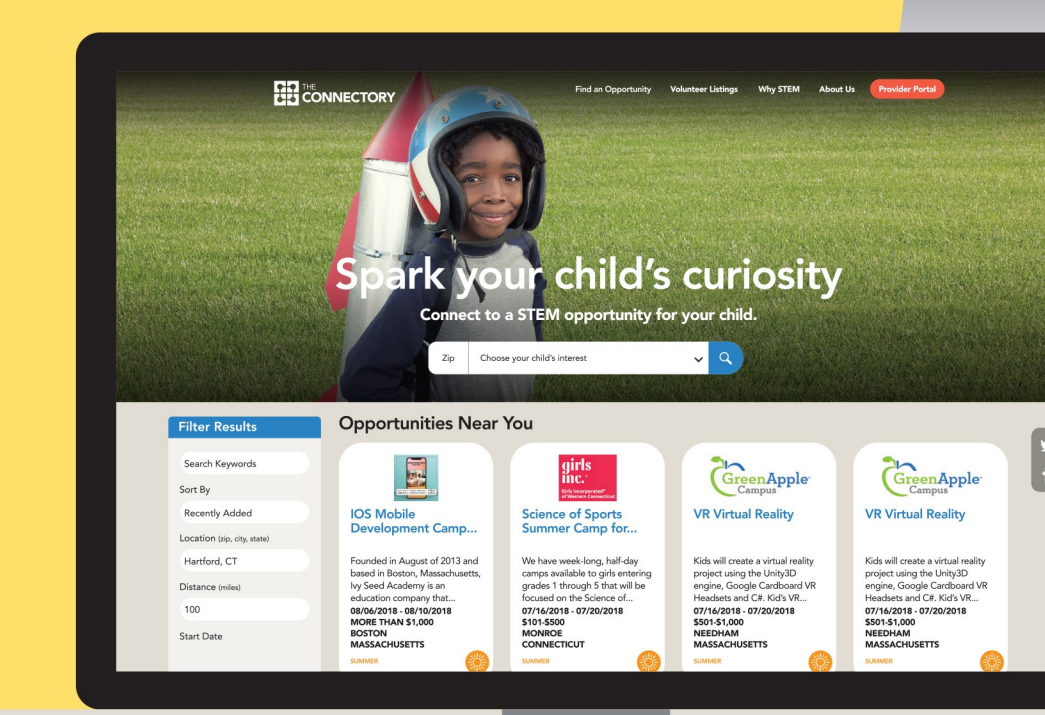 THE
CONNECTORY
Find an Opportunity
Volunteer Listings
Why STEM
About Us
Provider Portal
Spark your child's curiosity
Connect to a STEM opportunity for your child.
Zip
Choose your child's interest
Filter Results
Search Keywords
Sort By
Recently Added
Location (zip, city, state)
Hartford, CT
Distance (miles)
100
Start Date
Opportunities Near You
IOS Mobile
Development Camp...
Founded in August of 2013 and
based in Boston, Massachusetts,
Ivy Seed Academy is an
education company that...
08/06/2018 - 08/10/2018
MORE THAN $1,000
BOSTON
MASSACHUSETTS
SUMMER
girls
inc.
Girls Incorporated®
of Western Connecticut
Science of Sports
Summer Camp for...
We have week-long, half-day
camps available to girls entering
grades 1 through 5 that will be
focused on the Science of...
07/16/2018 - 07/20/2018
$101-$500
MONROE
CONNECTICUT
SUMMER
GreenApple
Campus
VR Virtual Reality
Kids will create a virtual reality
project using the Unity3D
engine, Google Cardboard VR
Headsets and C#. Kid's VR...
07/16/2018 - 07/20/2018
$501-$1,000
NEEDHAM
MASSACHUSETTS
SUMMER
GreenApple
Campus
VR Virtual Reality
Kids will create a virtual reality
project using the Unity3D
engine, Google Cardboard VR
Headsets and C#. Kid's VR...
07/16/2018 - 07/20/2018
$501-$1,000
NEEDHAM
MASSACHUSETTS
SUMMER